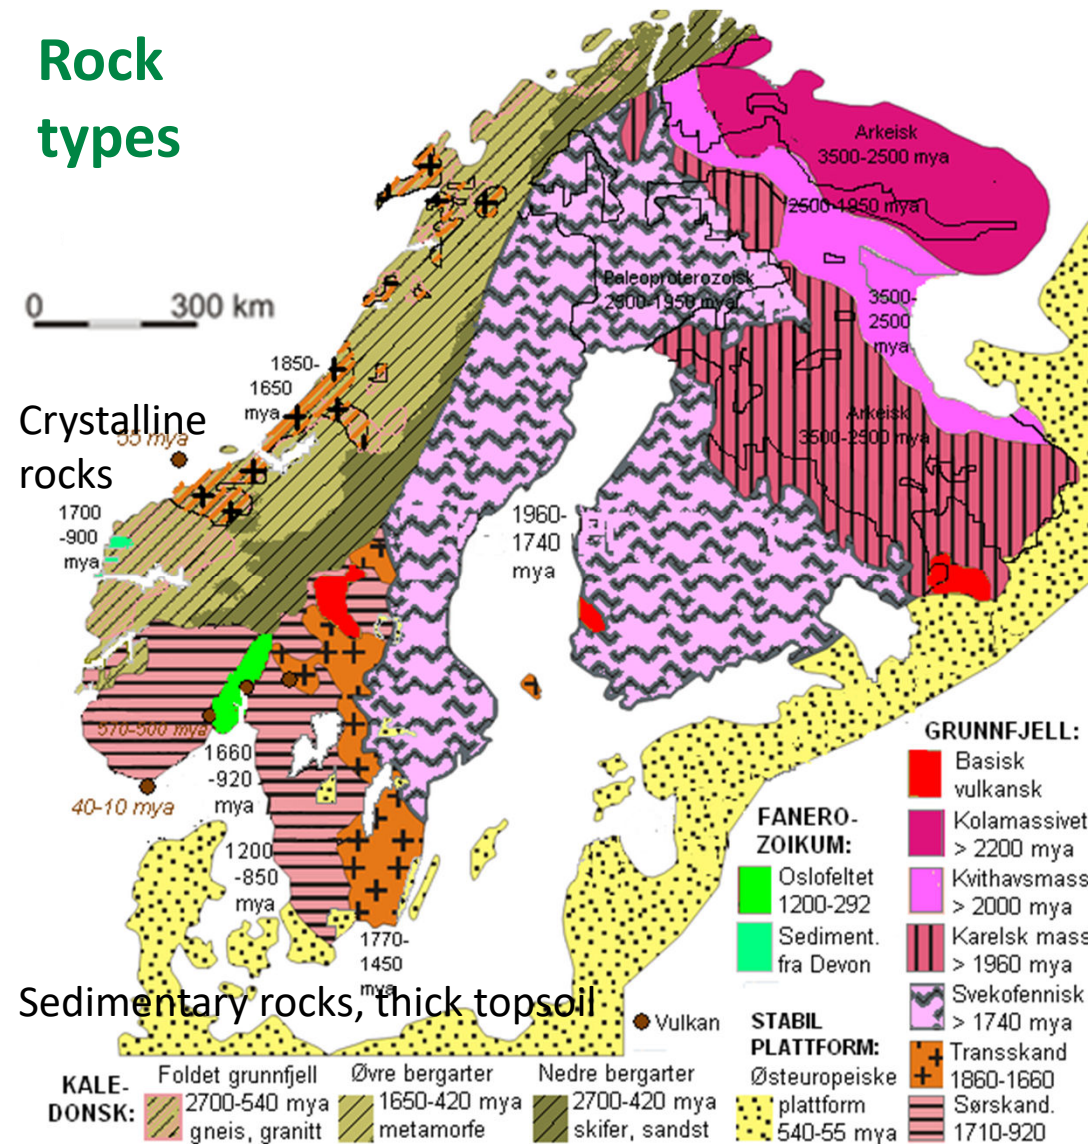 Rock
types
Arkeisk
3500-2500 mya
2500-1950 mya
0 300 km
Paleoproterozoisk
2300-1950 mya
3500-
2500
mya
1850-
1650
mya
Crystalline
rocks
55 mya
Arkeisk
3500-2500 mya
1700
-900
mya
1960-
1740
mya
570-500 mya
1660
-920
mya
40-10 mya
1200
-850
mya
1770-
1450
mya
Sedimentary rocks, thick topsoil
Vulkan
GRUNNFJELL:
Basisk
vulkansk
Kolamassivet
> 2200 mya
Kvithavsmass
> 2000 mya
Karelsk mass
> 1960 mya
Svekofennisk
> 1740 mya
Transskand
1860-1660
Sørskand.
1710-920
FANERO-
ZOIKUM:
Oslofeltet
1200-292
Sediment.
fra Devon
STABIL
PLATTFORM:
Østeuropeiske
plattform
540-55 mya
KALE-
DONSK:
Foldet grunnfjell
2700-540 mya
gneis, granitt
Øvre bergarter
1650-420 mya
metamorfe
Nedre bergarter
2700-420 mya
skifer, sandst